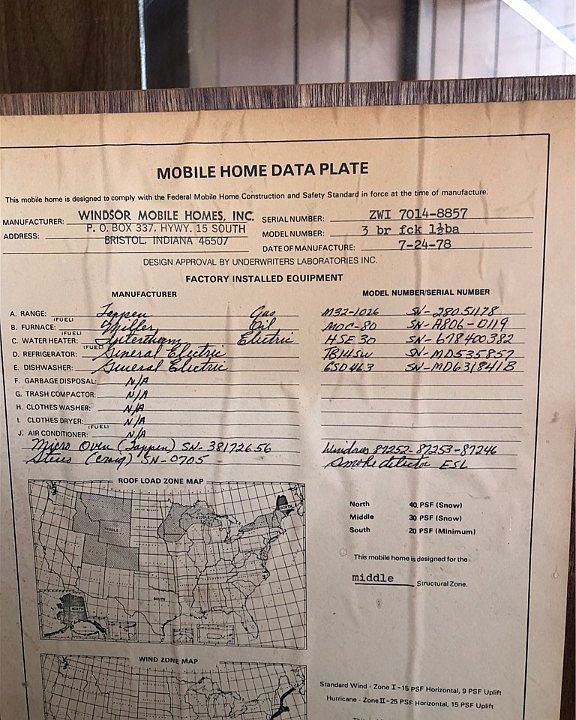 MOBILE HOME DATA PLATE
This mobile home is designed to comply with the Federal Mobile Home Construction and Safety Standard in force at the time of manufacture.
MANUFACTURER: WINDSOR MOBILE HOMES, INC. SERIAL NUMBER: ZWI 7014-8857
ADDRESS: P. O. BOX 337, HYWY. 15 SOUTH MODEL NUMBER: 3 br fck 1½ba
BRISTOL, INDIANA 46507 DATE OF MANUFACTURE: 7-24-78
DESIGN APPROVAL BY UNDERWRITERS LABORATORIES INC.
FACTORY INSTALLED EQUIPMENT
MANUFACTURER MODEL NUMBER/SERIAL NUMBER
A. RANGE: (FUEL) Tappen Gas M32-1026 SN-28051178
B. FURNACE: (FUEL) Miller Oil MOC-80 SN-A806-0119
C. WATER HEATER: (FUEL) Electric HSE30 SN-678400382
D. REFRIGERATOR: General Electric SN-MD535857
E. DISHWASHER: General Electric GSD463 SN-MD631841B
F. GARBAGE DISPOSAL: N/A
G. TRASH COMPACTOR: N/A
H. CLOTHES WASHER: N/A
I. CLOTHES DRYER: (FUEL) N/A
J. AIR CONDITIONER: N/A
Micro Oven (Tappen) SN-38172656 Windows 87252-87253-87246
(Craig) SN-0705 Smoke detector ESL
ROOF LOAD ZONE MAP
North 40 PSF (Snow)
Middle 30 PSF (Snow)
South 20 PSF (Minimum)
This mobile home is designed for the
middle Structural Zone.
WIND ZONE MAP
Standard Wind - Zone I -15 PSF Horizontal, 9 PSF Uplift
Hurricane - Zone II -25 PSF Horizontal, 15 PSF Uplift